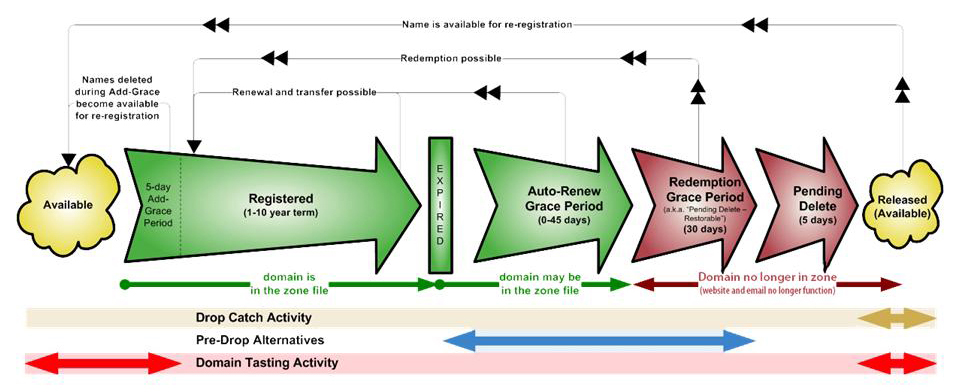 Name is available for re-registration
Redemption possible
Names deleted
during Add-Grace
become available
for re-registration
Renewal and transfer possible
Available
5-day
Add-
Grace
Period
Registered
(1-10 year term)
EXPIRED
Auto-Renew
Grace Period
(0-45 days)
Redemption
Grace Period
(a.k.a. "Pending Delete –
Restorable")
(30 days)
Pending
Delete
(5 days)
Released
(Available)
domain is
in the zone file
domain may be
in the zone file
Domain no longer in zone
(website and email no longer function)
Drop Catch Activity
Pre-Drop Alternatives
Domain Tasting Activity